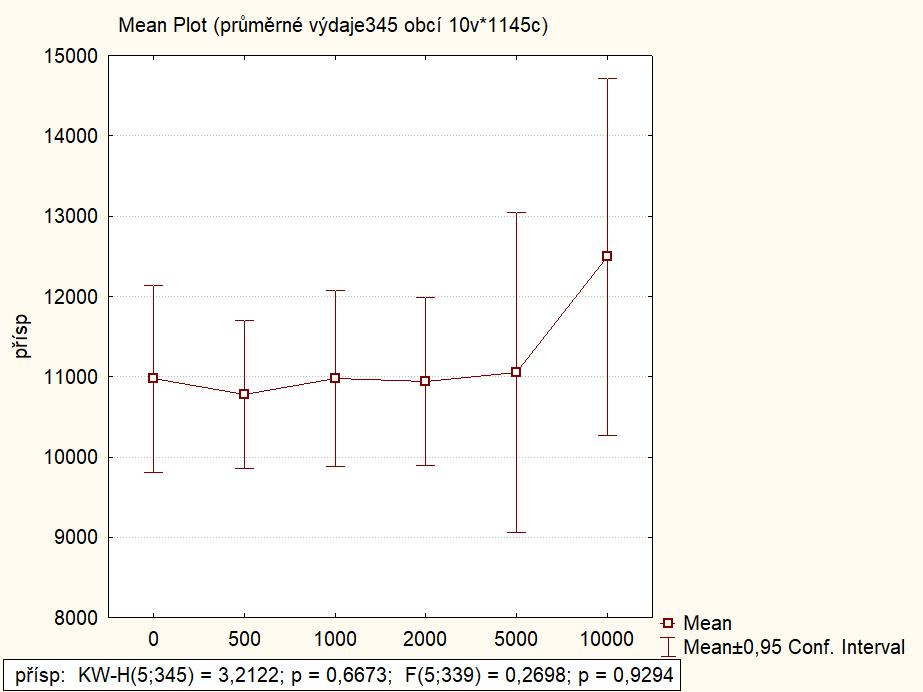 Mean Plot (průměrné výdaje345 obcí 10v*1145c)
15000
14000
13000
12000
11000
10000
9000
8000
přísp
0 500 1000 2000 5000 10000
Mean
Mean±0,95 Conf. Interval
přísp: KW-H(5;345) = 3,2122; p = 0,6673; F(5;339) = 0,2698; p = 0,9294